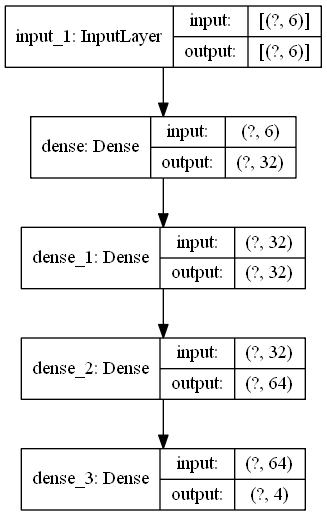 input_1: InputLayer
input: [(?, 6)]
output: [(?, 6)]
dense: Dense
input: (?, 6)
output: (?, 32)
dense_1: Dense
input: (?, 32)
output: (?, 32)
dense_2: Dense
input: (?, 32)
output: (?, 64)
dense_3: Dense
input: (?, 64)
output: (?, 4)